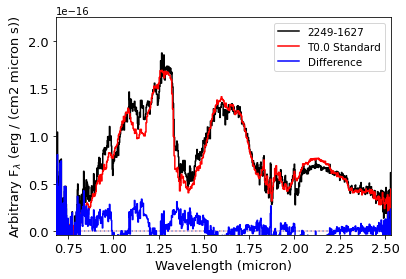 1e−16
2249-1627
T0.0 Standard
Difference
2.0
1.5
1.0
0.5
0.0
Arbitrary Fλ (erg / (cm2 micron s))
0.75 1.00 1.25 1.50 1.75 2.00 2.25 2.50
Wavelength (micron)